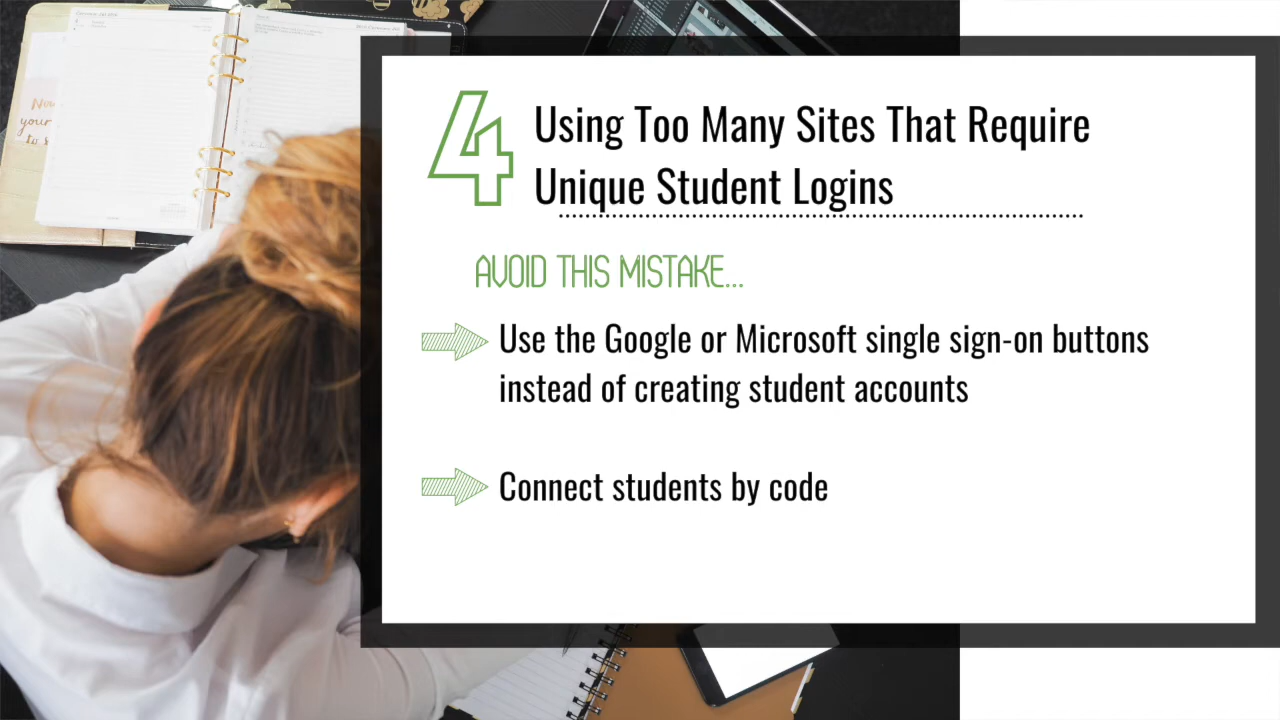 4
Using Too Many Sites That Require
Unique Student Logins
AVOID THIS MISTAKE...
Use the Google or Microsoft single sign-on buttons
instead of creating student accounts
Connect students by code